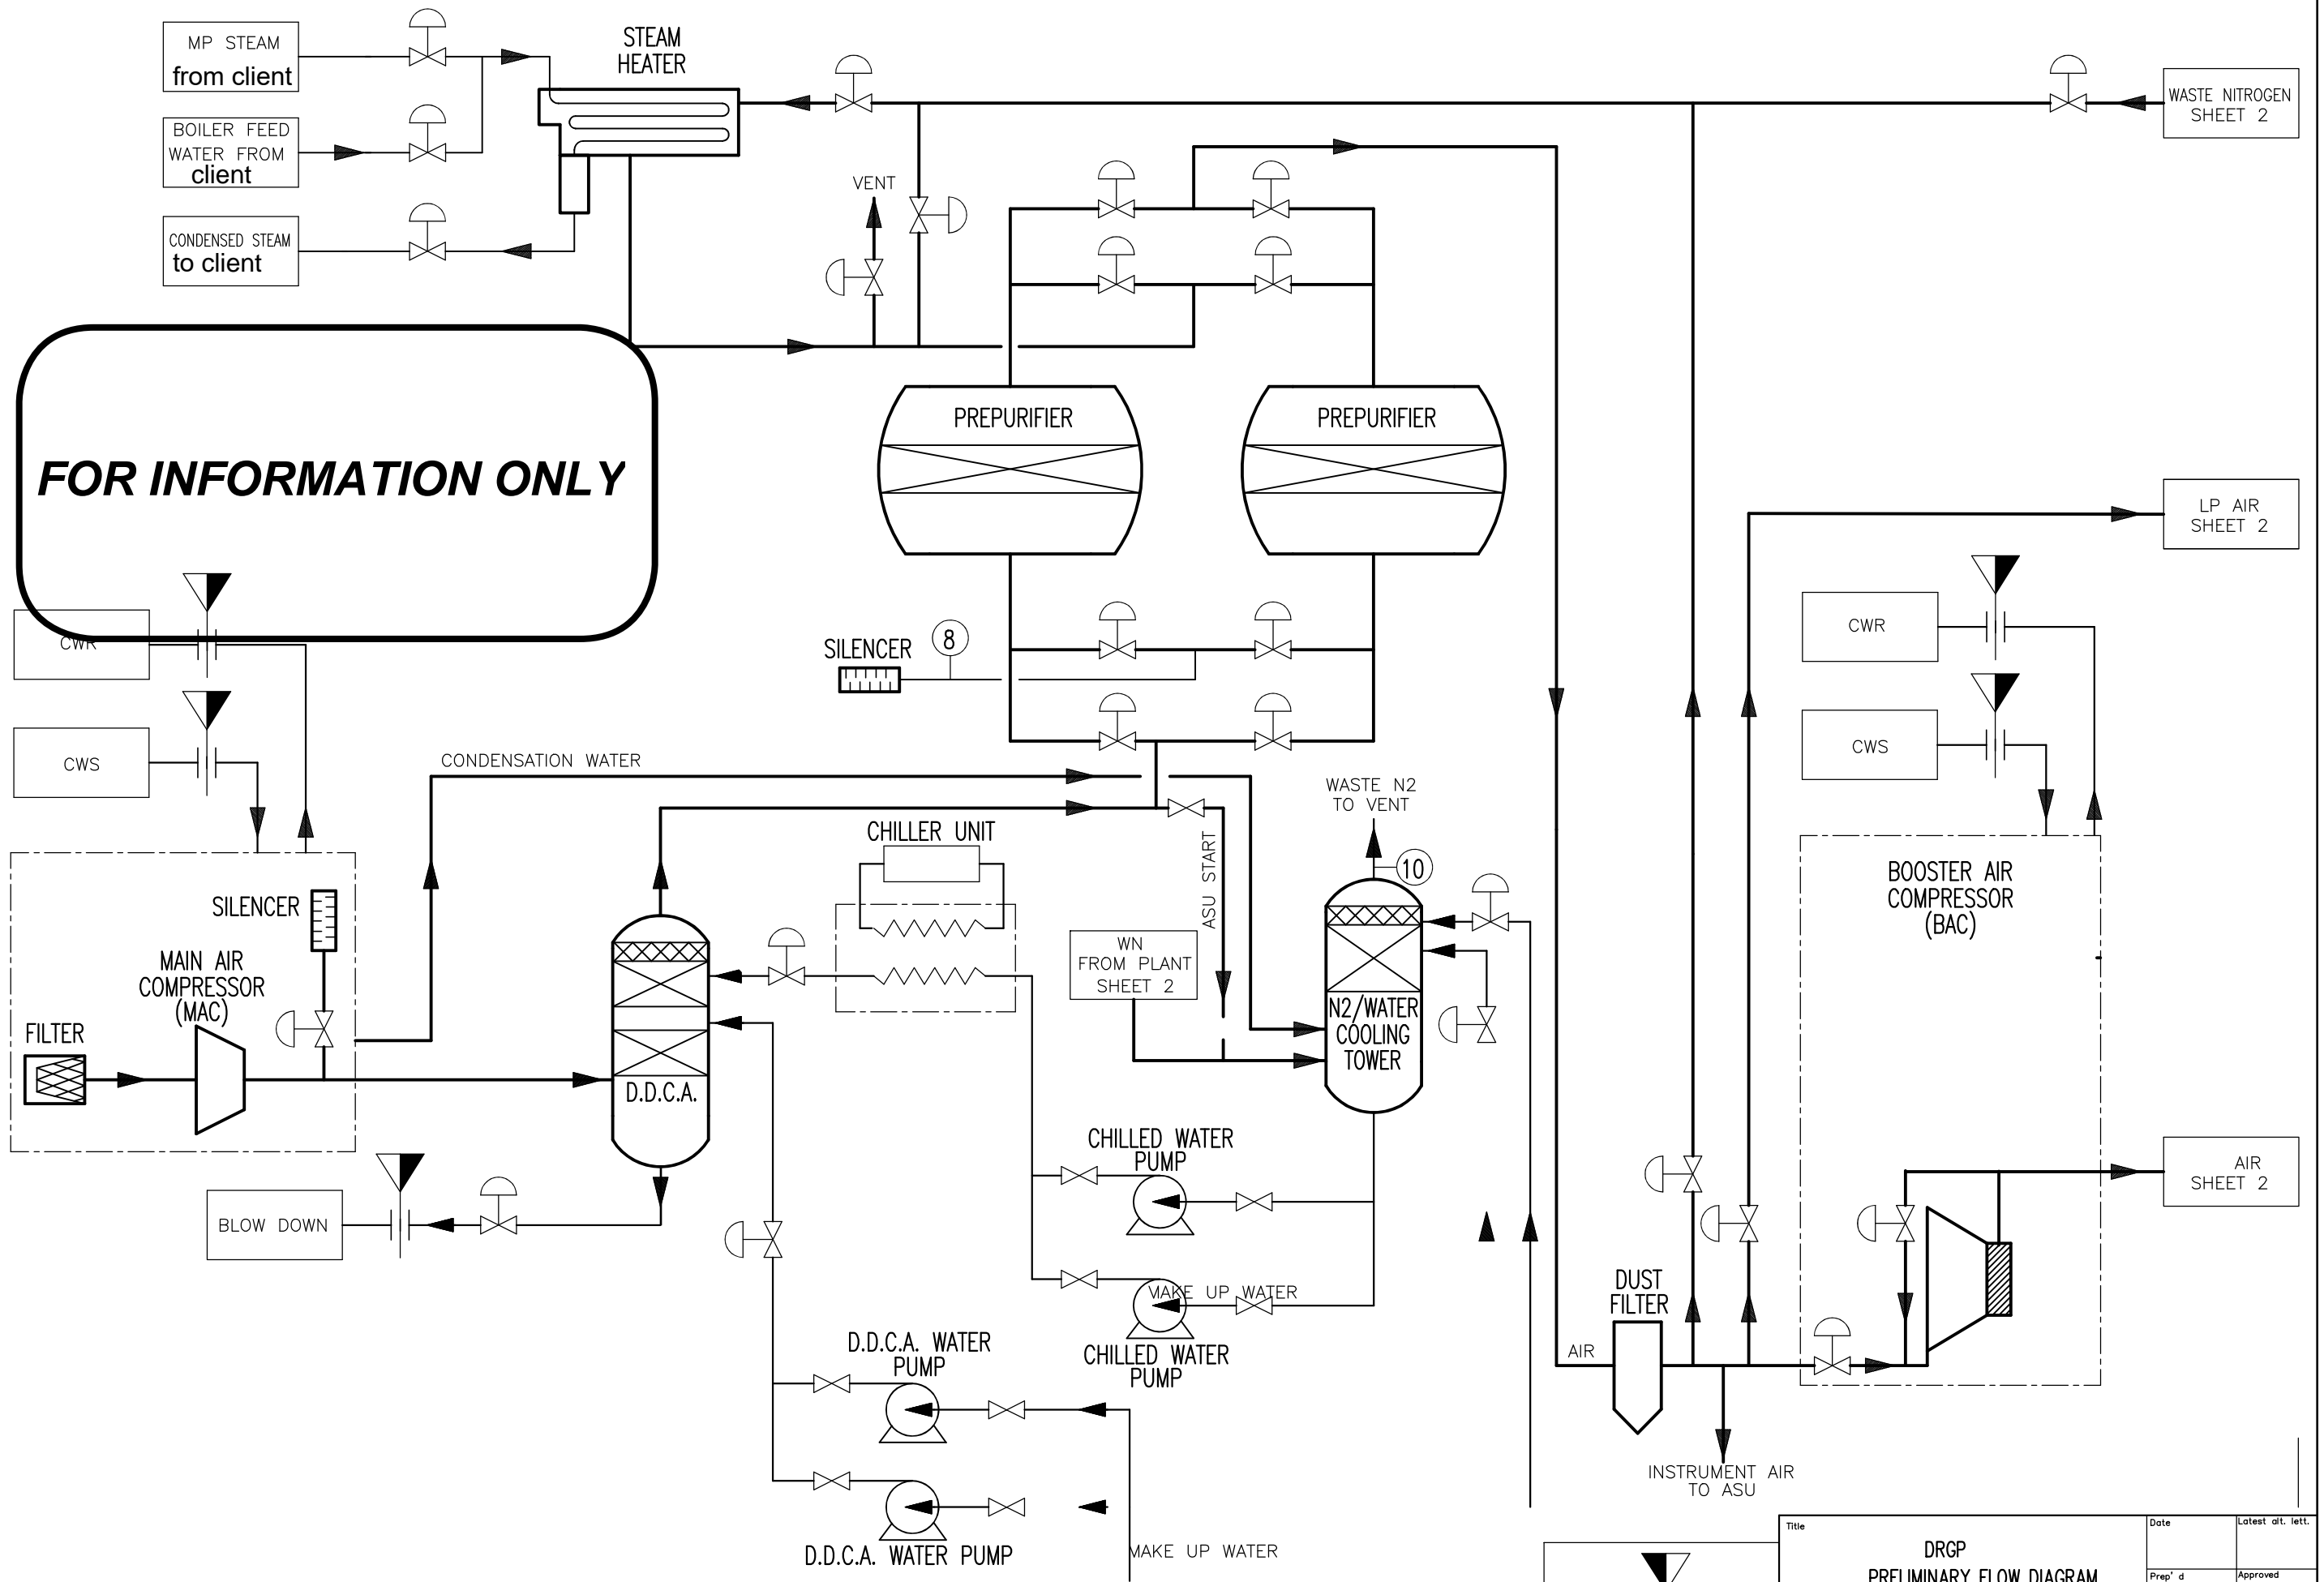 MP STEAM
from client
STEAM
HEATER
WASTE NITROGEN
SHEET 2
BOILER FEED
WATER FROM
client
VENT
CONDENSED STEAM
to client
FOR INFORMATION ONLY
PREPURIFIER
PREPURIFIER
LP AIR
SHEET 2
CWR
CWS
SILENCER
8
CWR
CWS
CONDENSATION WATER
WASTE N2
TO VENT
CHILLER UNIT
ASU START
10
BOOSTER AIR
COMPRESSOR
(BAC)
SILENCER
MAIN AIR
COMPRESSOR
(MAC)
FILTER
WN
FROM PLANT
SHEET 2
N2/WATER
COOLING
TOWER
D.D.C.A.
CHILLED WATER
PUMP
AIR
SHEET 2
BLOW DOWN
MAKE UP WATER
CHILLED WATER
PUMP
DUST
FILTER
AIR
D.D.C.A. WATER
PUMP
INSTRUMENT AIR
TO ASU
D.D.C.A. WATER PUMP
MAKE UP WATER
Title
DRGP
PRELIMINARY FLOW DIAGRAM
Date
Latest alt. lett.
Prep' d
Approved